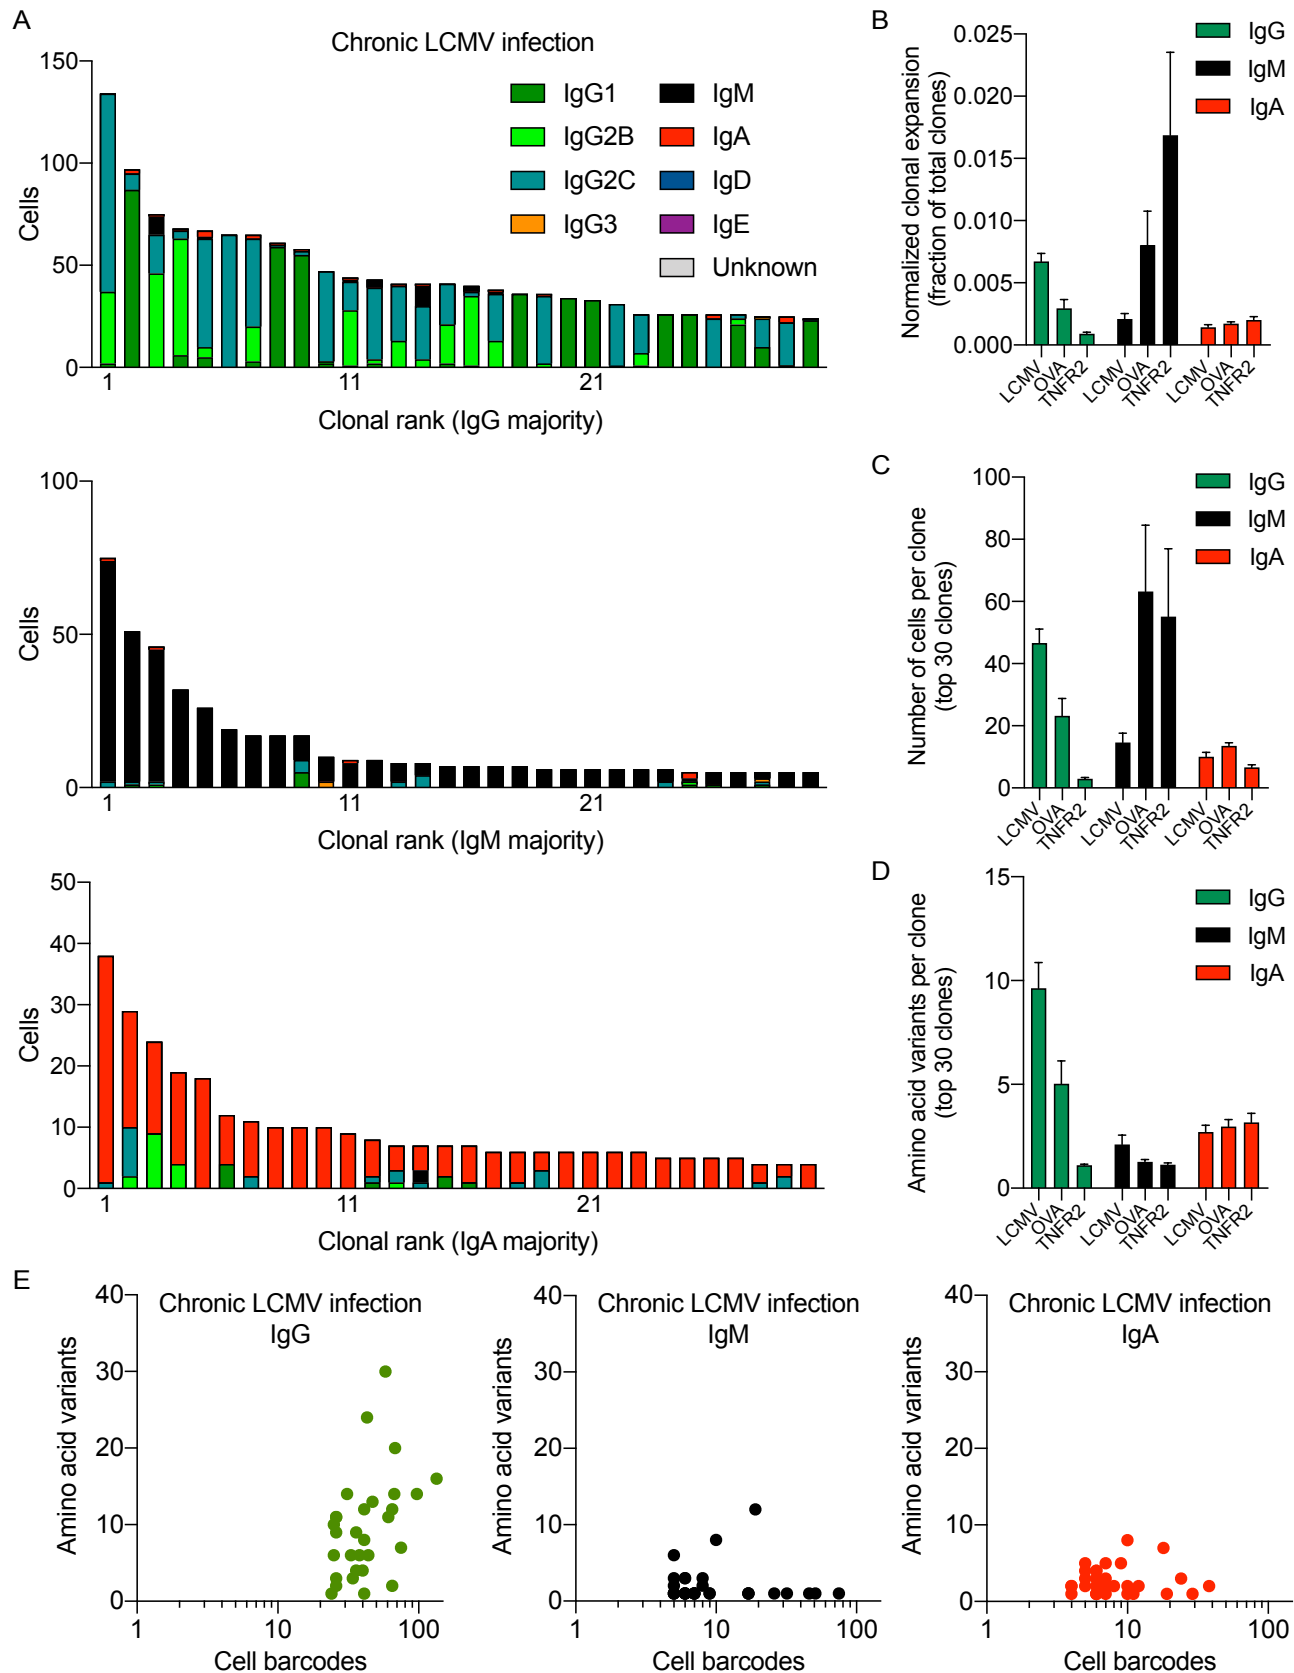 A
Chronic LCMV infection
150
100
50
0
Cells
IgG1
IgM
IgG2B
IgA
IgG2C
IgD
IgG3
IgE
Unknown
1
11
21
Clonal rank (IgG majority)
100
50
0
Cells
1
11
21
Clonal rank (IgM majority)
50
40
30
20
10
0
Cells
1
11
21
Clonal rank (IgA majority)
B
Normalized clonal expansion
(fraction of total clones)
0.025
0.020
0.015
0.010
0.005
0.000
IgG
IgM
IgA
LCMV
OVA
TNFR2
LCMV
OVA
TNFR2
LCMV
OVA
TNFR2
C
Number of cells per clone
(top 30 clones)
100
80
60
40
20
0
IgG
IgM
IgA
LCMV
OVA
TNFR2
LCMV
OVA
TNFR2
LCMV
OVA
TNFR2
D
Amino acid variants per clone
(top 30 clones)
15
10
5
0
IgG
IgM
IgA
LCMV
OVA
TNFR2
LCMV
OVA
TNFR2
LCMV
OVA
TNFR2
E
Chronic LCMV infection
IgG
Amino acid variants
40
30
20
10
0
1
10
100
Cell barcodes
Chronic LCMV infection
IgM
Amino acid variants
40
30
20
10
0
1
10
100
Cell barcodes
Chronic LCMV infection
IgA
Amino acid variants
40
30
20
10
0
1
10
100
Cell barcodes